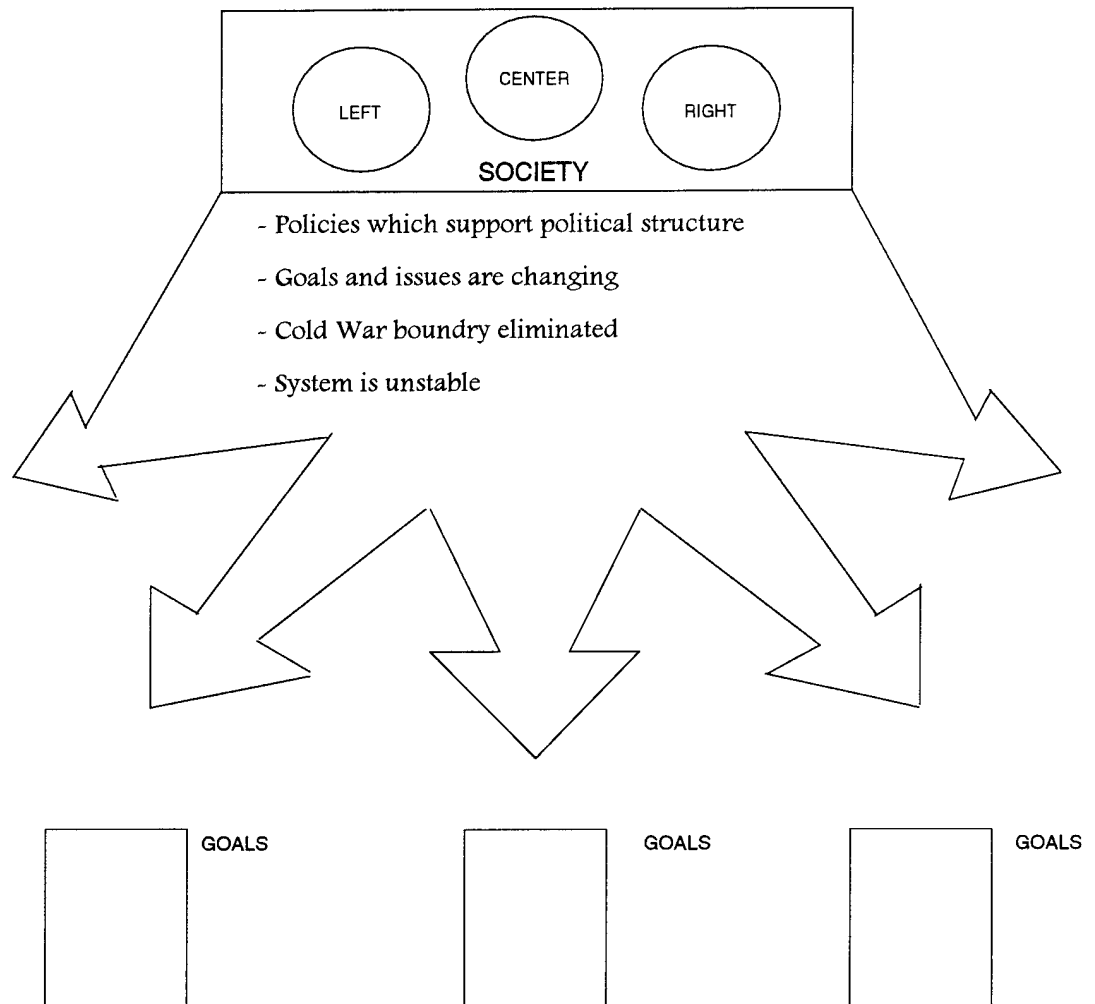 CENTER
LEFT
RIGHT
SOCIETY
- Policies which support political structure
- Goals and issues are changing
- Cold War boundry eliminated
- System is unstable
GOALS
GOALS
GOALS